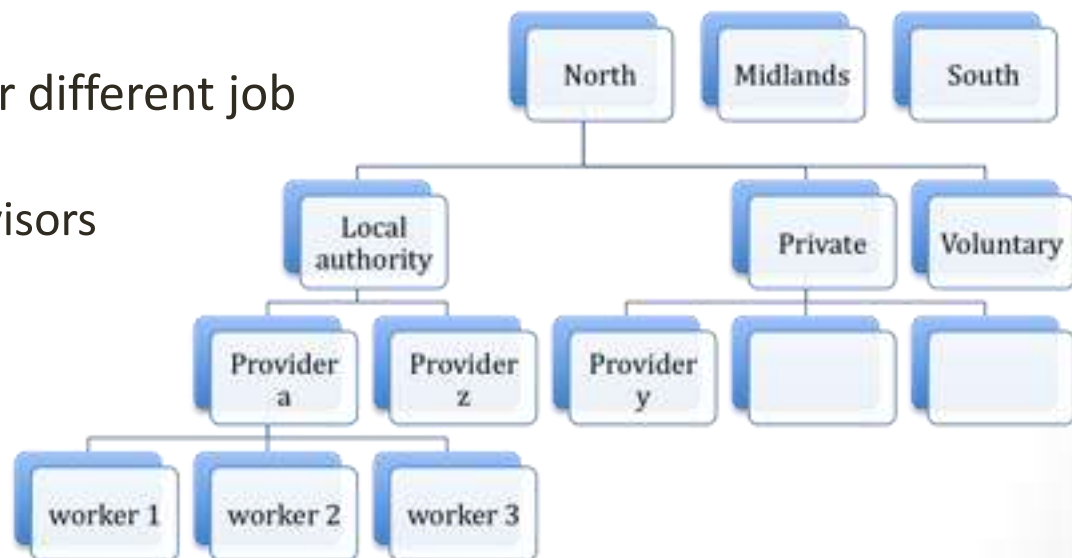 r different job
visors
North
Midlands
South
Local
authority
Private
Voluntary
Provider
a
Provider
z
Provider
y
worker 1
worker 2
worker 3